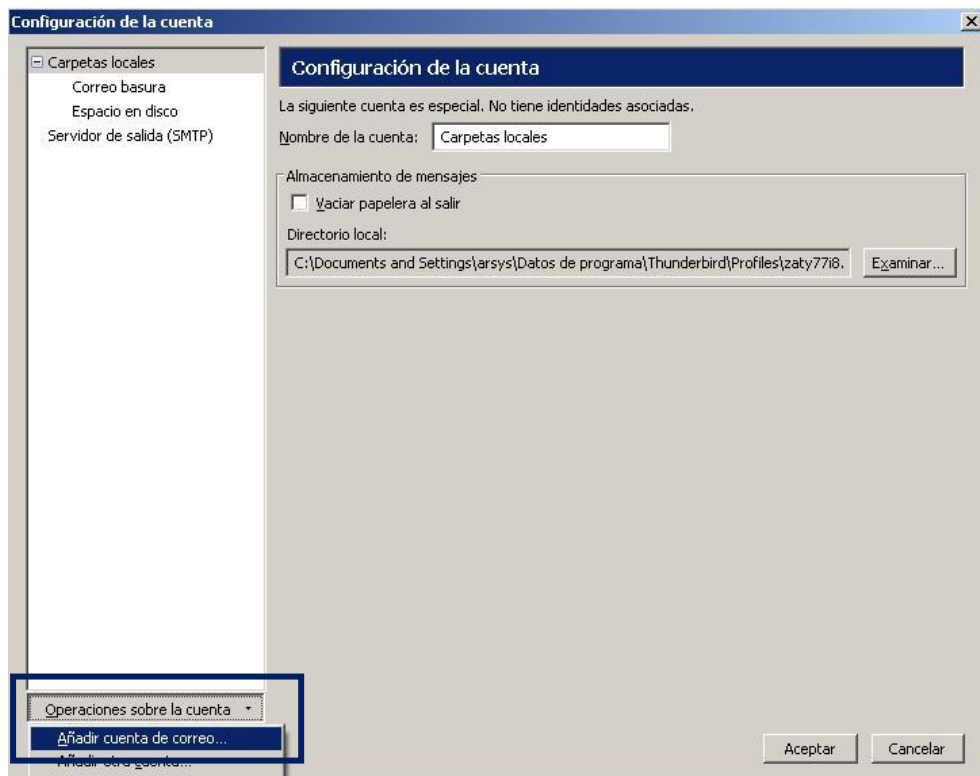 Configuración de la cuenta
Carpetas locales
Correo basura
Espacio en disco
Servidor de salida (SMTP)
Configuración de la cuenta
La siguiente cuenta es especial. No tiene identidades asociadas.
Nombre de la cuenta: Carpetas locales
Almacenamiento de mensajes
Vaciar papelera al salir
Directorio local:
C:\Documents and Settings\arsys\Datos de programa\Thunderbird\Profiles\zaty77i8. Examinar...
Operaciones sobre la cuenta
Añadir cuenta de correo...
Añadir otra cuenta...
Aceptar Cancelar